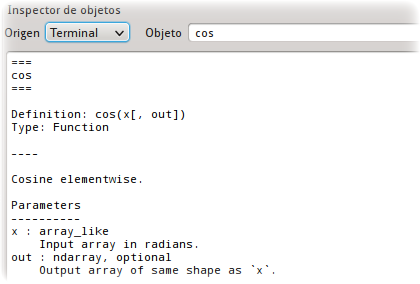 Inspector de objetos
Origen Terminal Objeto cos
===
cos
===
Definition: cos(x[, out])
Type: Function
----
Cosine elementwise.
Parameters
----------
x : array_like
Input array in radians.
out : ndarray, optional
Output array of same shape as `x`.